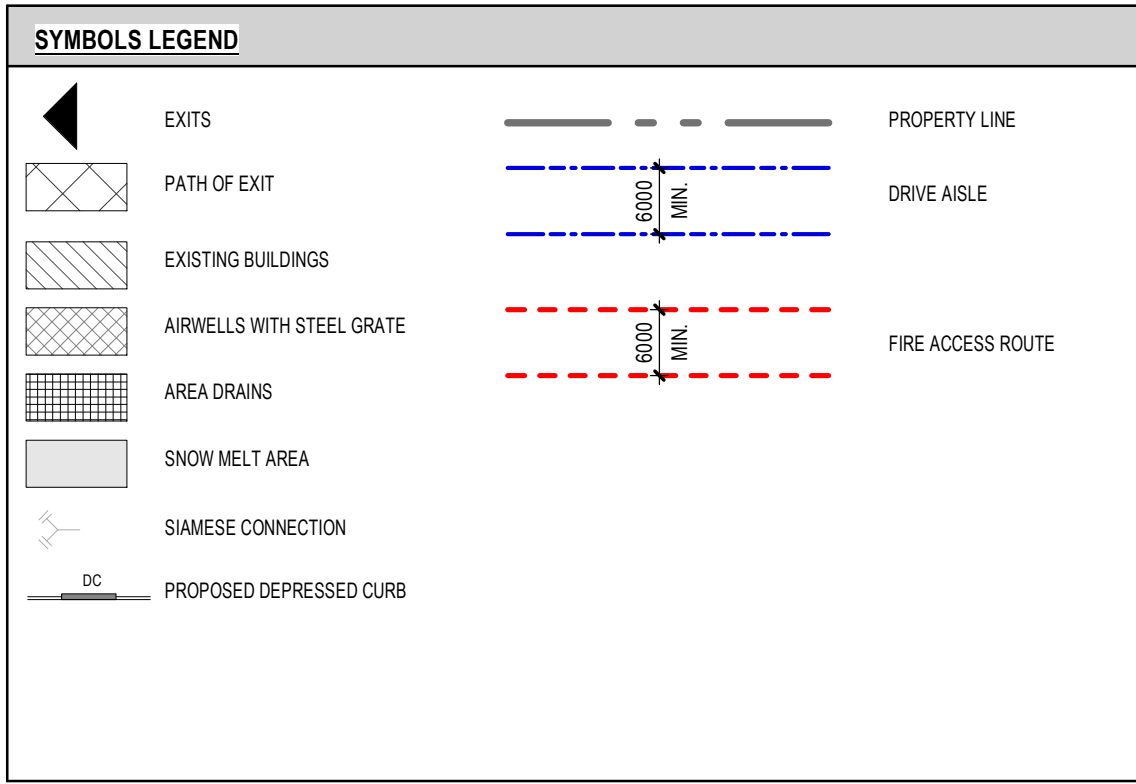 SYMBOLS LEGEND
EXITS
PATH OF EXIT
EXISTING BUILDINGS
AIRWELLS WITH STEEL GRATE
AREA DRAINS
SNOW MELT AREA
SIAMESE CONNECTION
DC
PROPOSED DEPRESSED CURB
PROPERTY LINE
6000
MIN.
DRIVE AISLE
6000
MIN.
FIRE ACCESS ROUTE